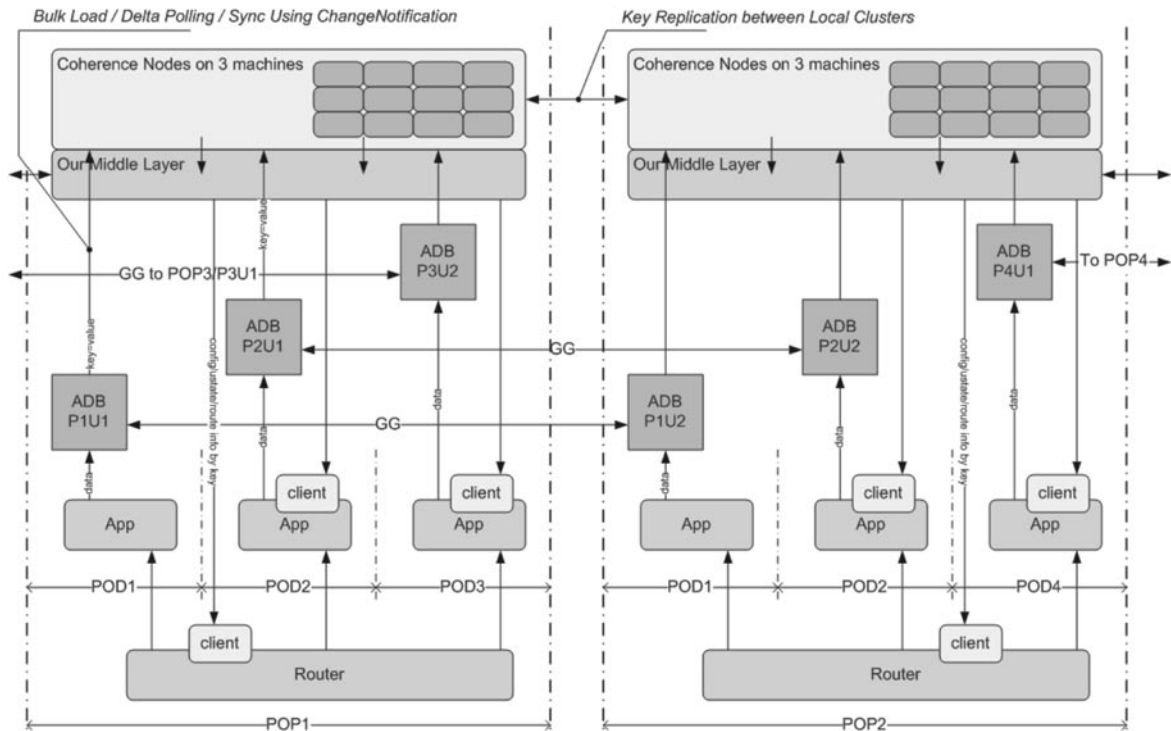 Bulk Load / Delta Polling / Sync Using ChangeNotification
Key Replication between Local Clusters
Coherence Nodes on 3 machines
Our Middle Layer
key=value
key=value
GG to POP3/P3U1
ADB
P3U2
ADB
P2U1
ADB
P1U1
config/ustate/route info by key
data
data
data
client
client
App
App
App
POD1
POD2
POD3
client
Router
POP1
GG
GG
Coherence Nodes on 3 machines
Our Middle Layer
ADB
P4U1
To POP4
ADB
P2U2
ADB
P1U2
config/ustate/route info by key
data
data
data
client
client
App
App
App
POD1
POD2
POD4
client
Router
POP2